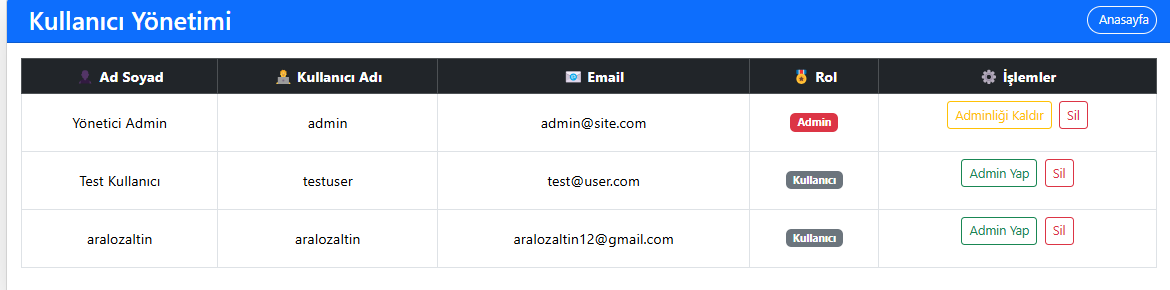 Kullanıcı Yönetimi Anasayfa
Ad Soyad Kullanıcı Adı Email Rol İşlemler
Yönetici Admin admin admin@site.com Admin Adminliği Kaldır Sil
Test Kullanıcı testuser test@user.com Kullanıcı Admin Yap Sil
aralozaltin aralozaltin aralozaltin12@gmail.com Kullanıcı Admin Yap Sil